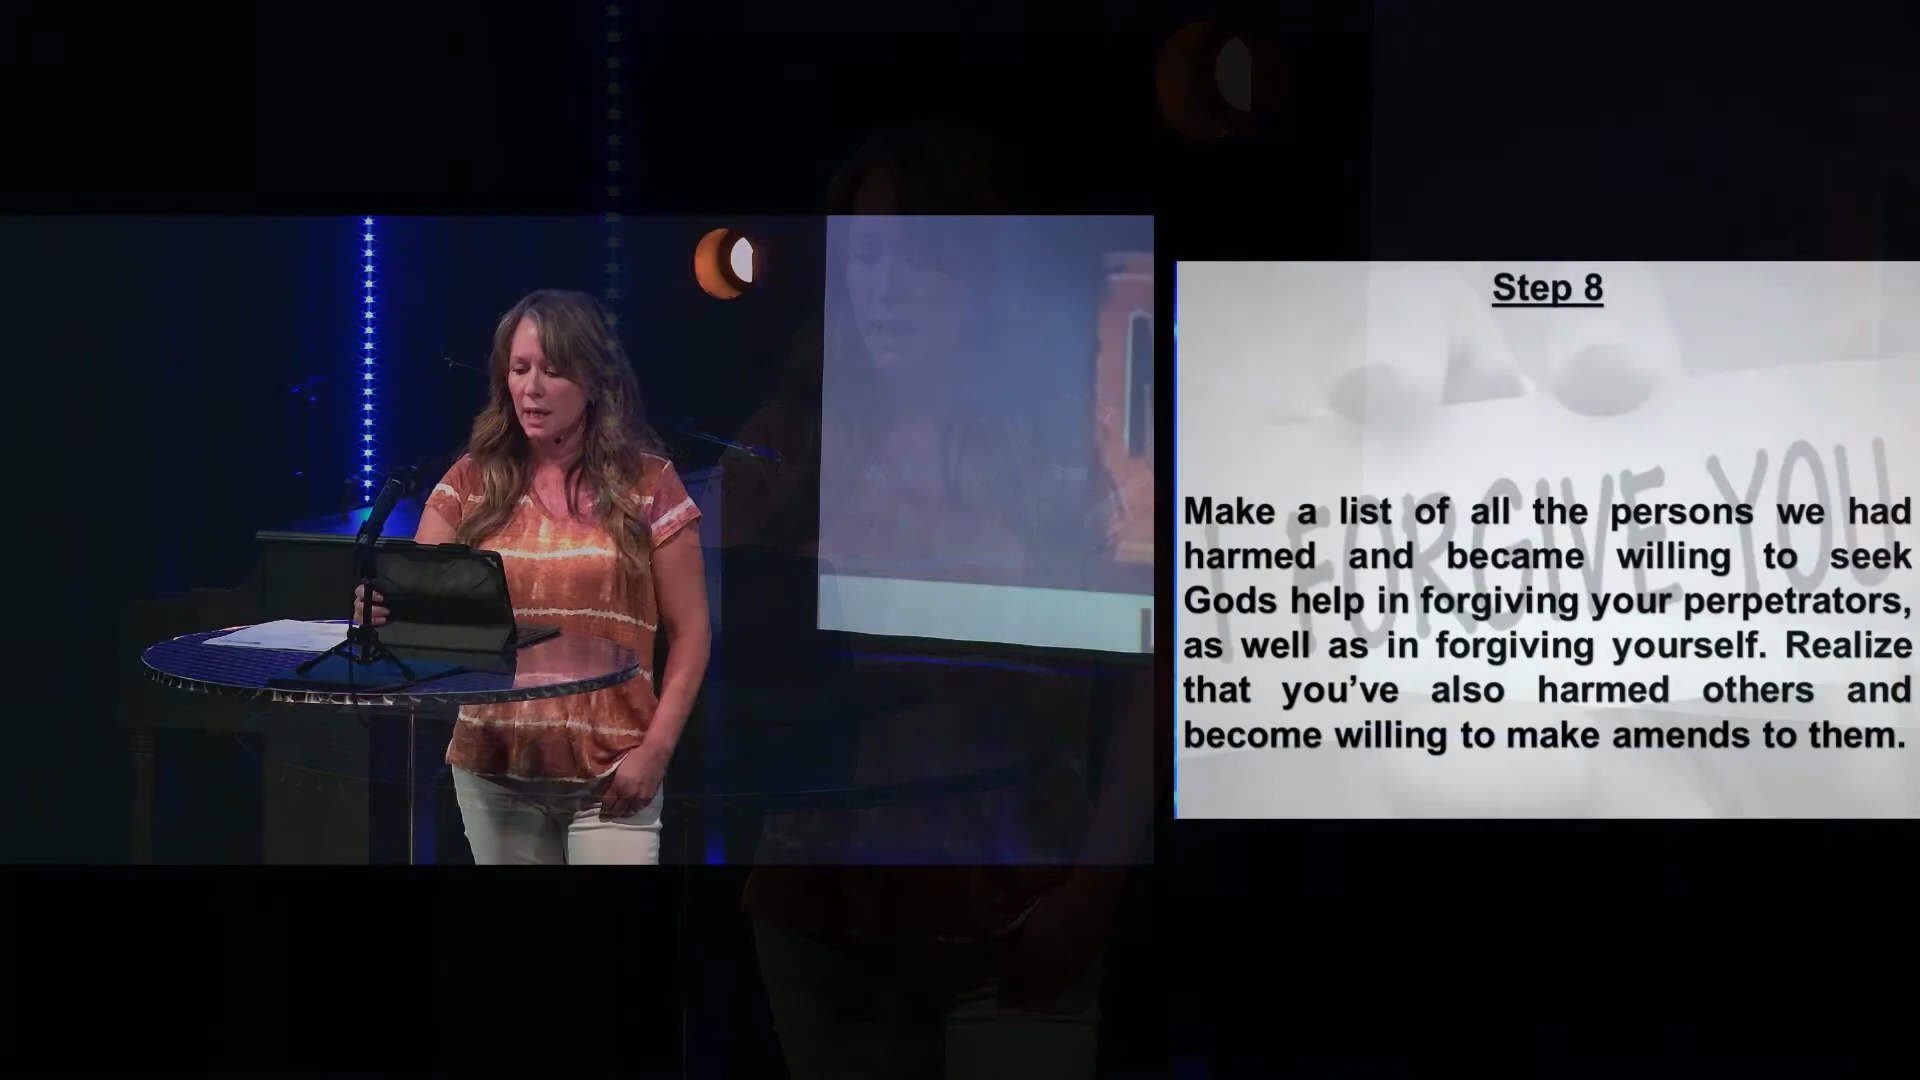 Step 8
I FORGIVE YOU
Make a list of all the persons we had
harmed and became willing to seek
Gods help in forgiving your perpetrators,
as well as in forgiving yourself. Realize
that you’ve also harmed others and
become willing to make amends to them.